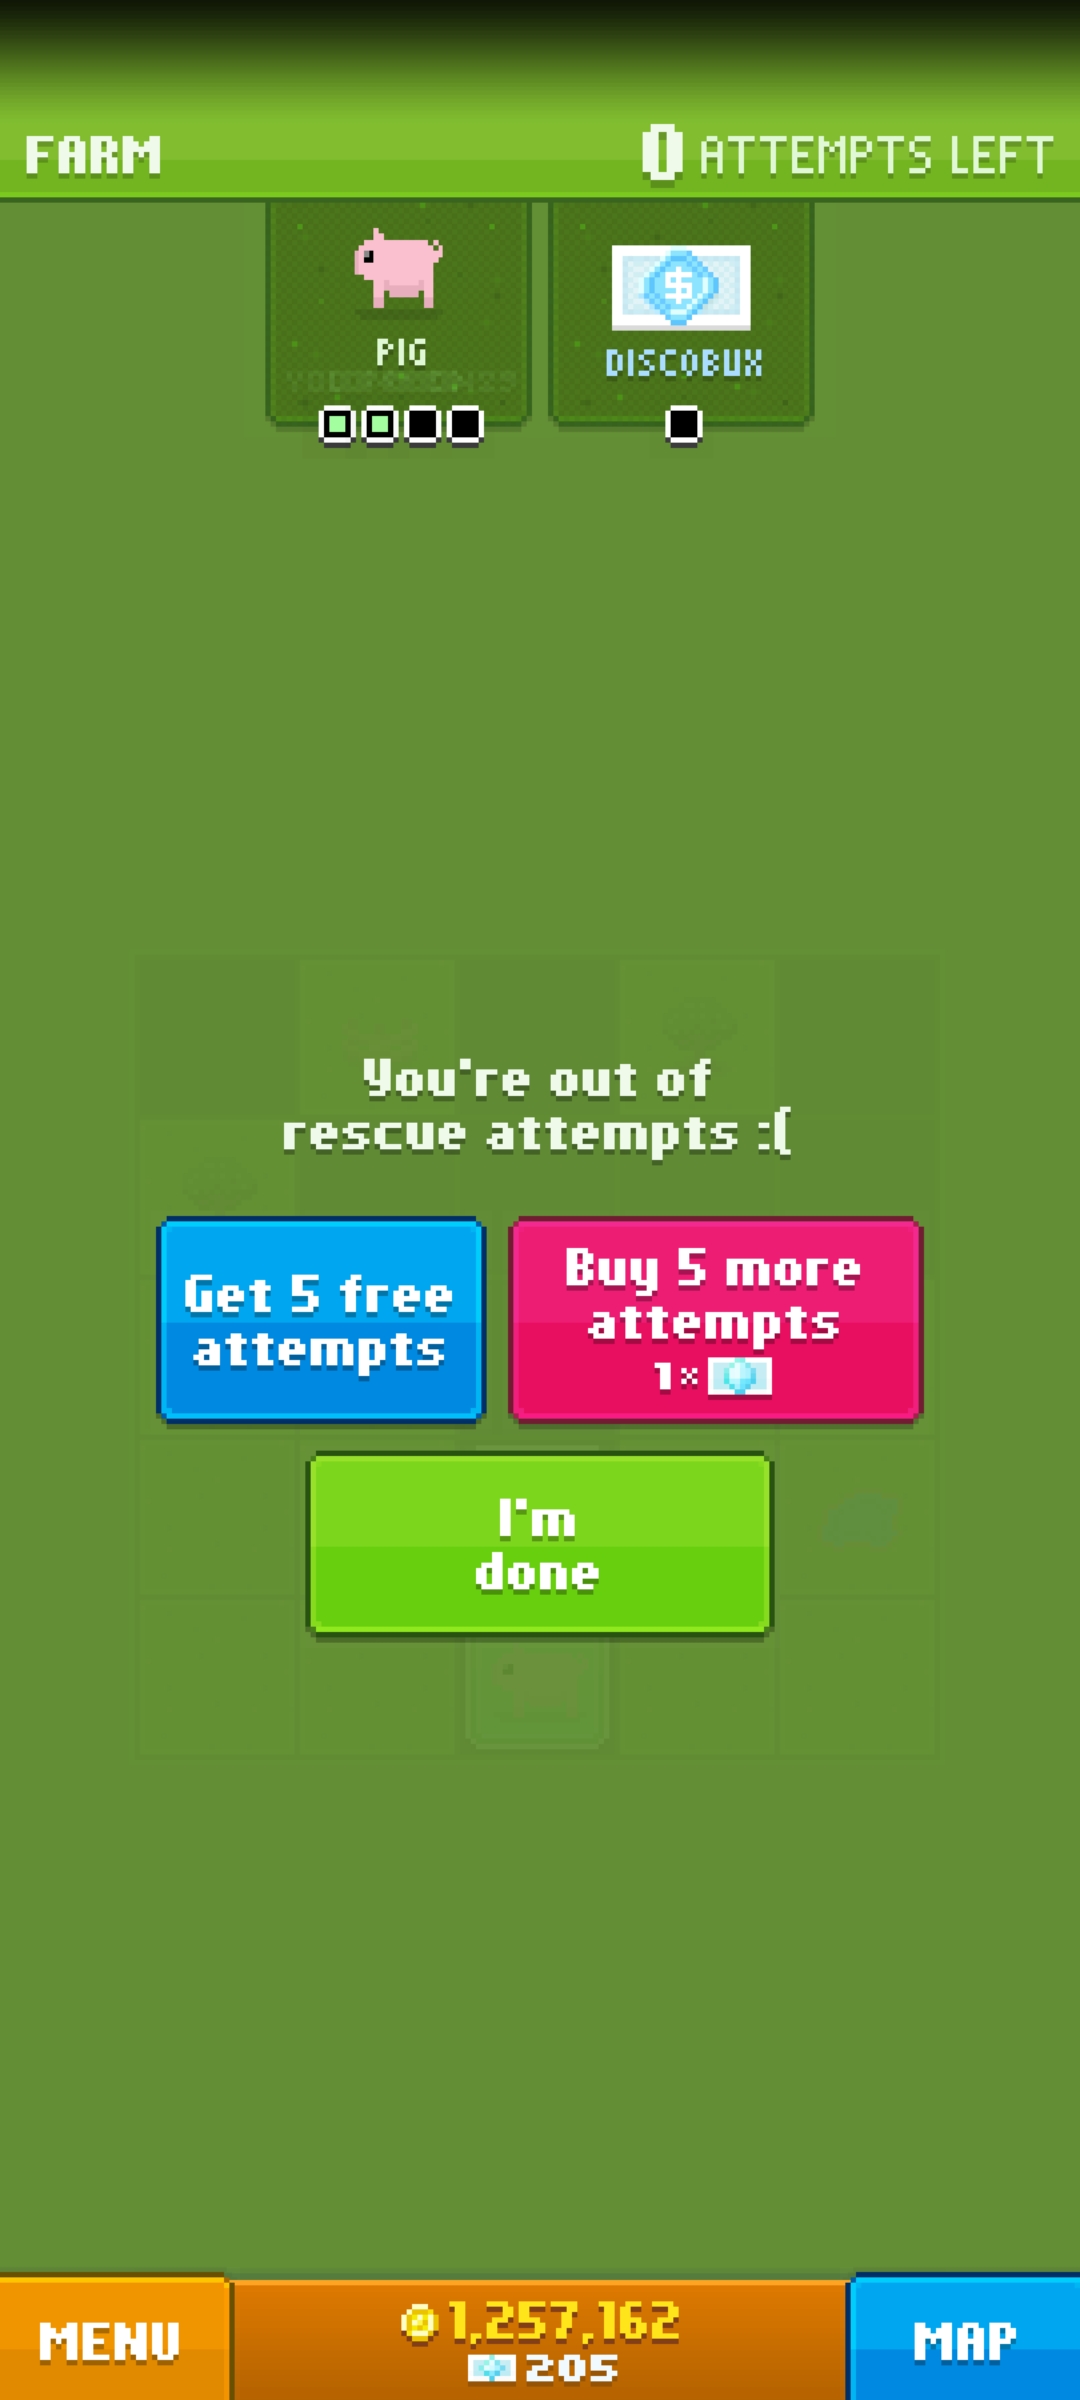 FARM
0 ATTEMPTS LEFT
PIG
DISCOBUX
You're out of
rescue attempts :(
Get 5 free
attempts
Buy 5 more
attempts
1×
I'm
done
MENU
1,257,162
205
MAP